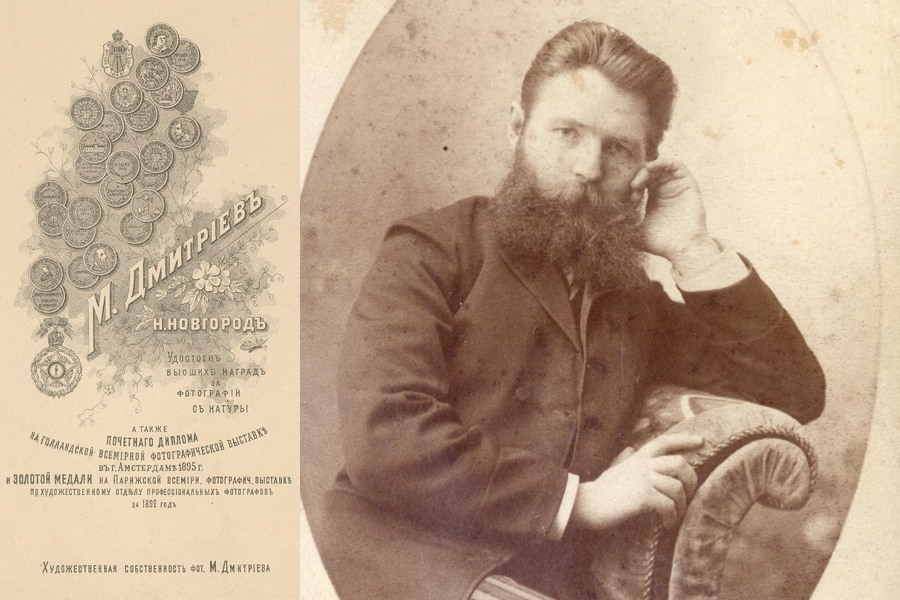 М. ДМИТРІЕВЪ
Н. НОВГОРОДЪ
УДОСТОЕНЪ
ВЫСШИХЪ НАГРАДЪ
ЗА
ФОТОГРАФІИ
СЪ НАТУРЫ
А ТАКЖЕ
ПОЧЕТНАГО ДИПЛОМА
НА ГОЛЛАНДСКОЙ ВСЕМІРНОЙ ФОТОГРАФИЧЕСКОЙ ВЫСТАВКѢ
ВЪ Г. АМСТЕРДАМѢ 1895 Г.
И ЗОЛОТОЙ МЕДАЛИ НА ПАРИЖСКОЙ ВСЕМІРН. ФОТОГРАФИЧ. ВЫСТАВКѢ
ПО ХУДОЖЕСТВЕННОМУ ОТДѢЛУ ПРОФЕССІОНАЛЬНЫХЪ ФОТОГРАФОВЪ
ЗА 1892 ГОДЪ
ХУДОЖЕСТВЕННАЯ СОБСТВЕННОСТЬ ФОТ. М. ДМИТРІЕВА